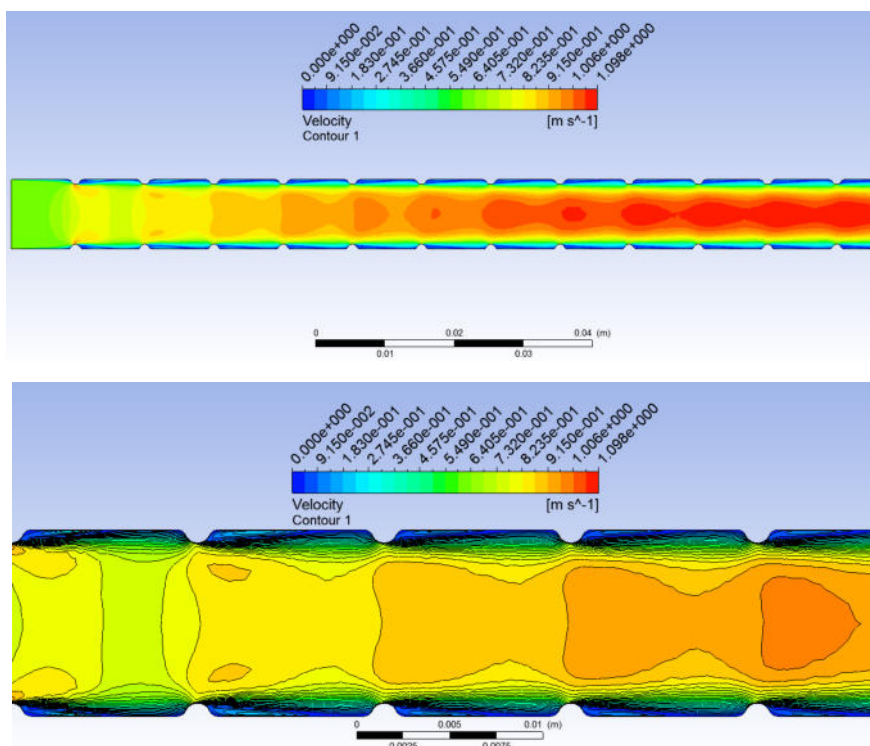 0.000e+000
9.150e-002
1.830e-001
2.745e-001
3.660e-001
4.575e-001
5.490e-001
6.405e-001
7.320e-001
8.235e-001
9.150e-001
1.006e+000
1.098e+000
Velocity [m s^-1]
Contour 1
0 0.02 0.04 (m)
0.01 0.03
0.000e+000
9.150e-002
1.830e-001
2.745e-001
3.660e-001
4.575e-001
5.490e-001
6.405e-001
7.320e-001
8.235e-001
9.150e-001
1.006e+000
1.098e+000
Velocity [m s^-1]
Contour 1
0 0.005 0.01 (m)
0.0025 0.0075